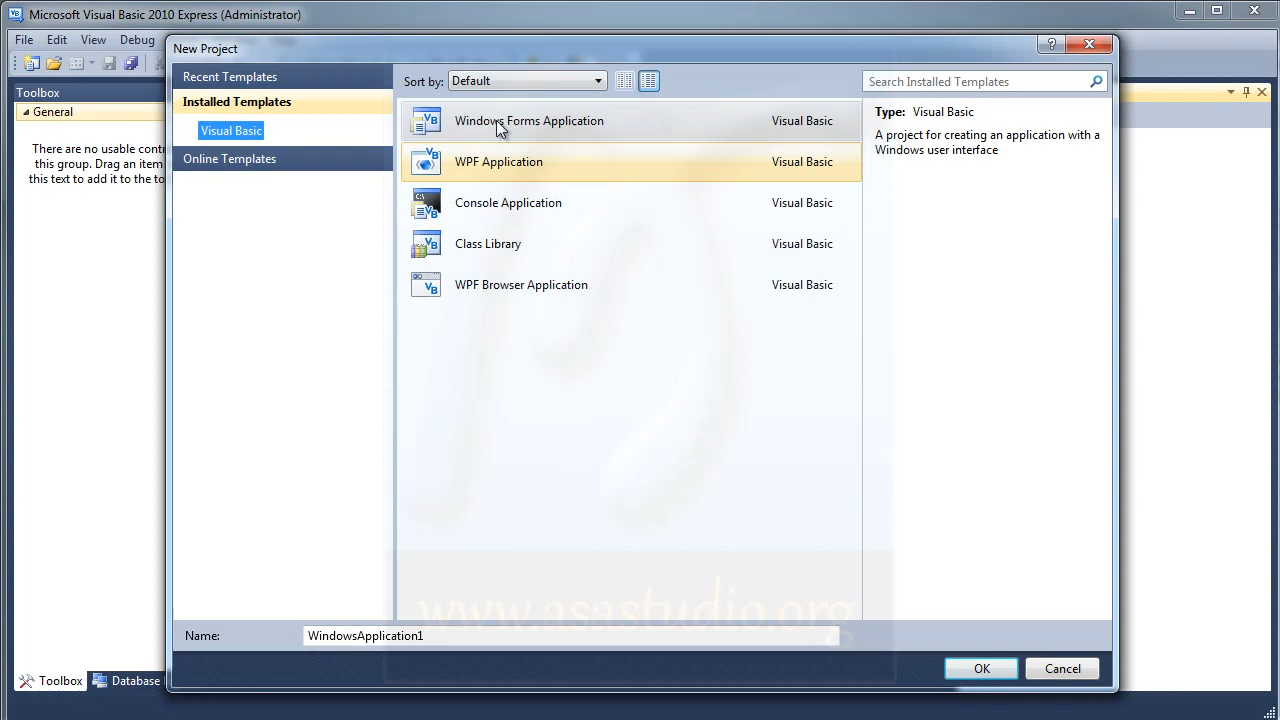 Microsoft Visual Basic 2010 Express (Administrator)
File Edit View Debug
New Project
Toolbox
General
There are no usable contr
this group. Drag an item
this text to add it to the to
Recent Templates
Installed Templates
Visual Basic
Online Templates
Sort by: Default
Search Installed Templates
Windows Forms Application Visual Basic
WPF Application Visual Basic
Console Application Visual Basic
Class Library Visual Basic
WPF Browser Application Visual Basic
Type: Visual Basic
A project for creating an application with a
Windows user interface
www.asastudio.org
Name: WindowsApplication1
OK Cancel
Toolbox Database